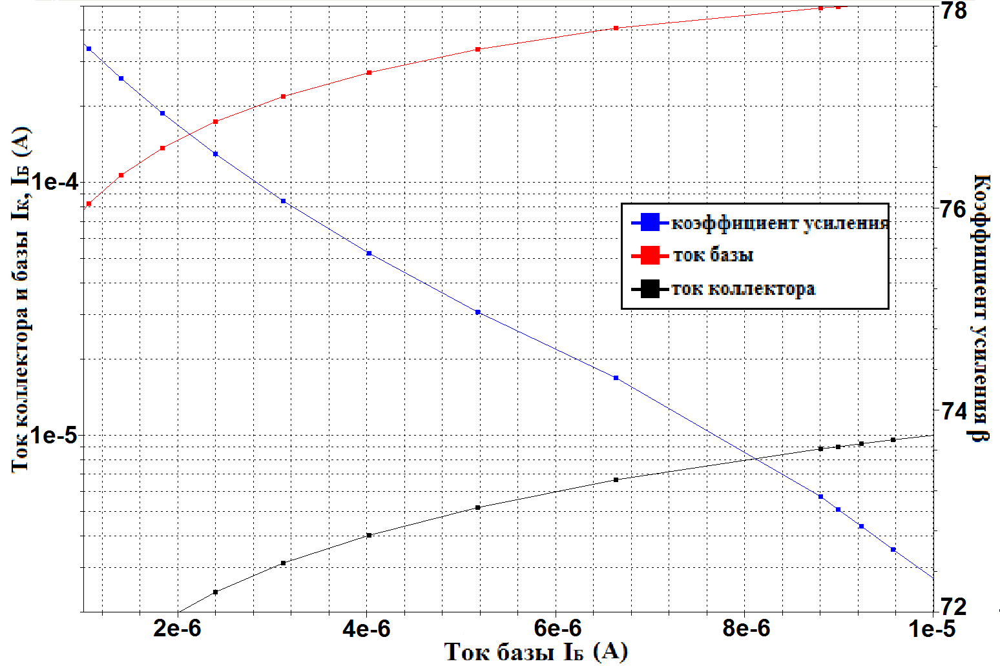 Ток коллектора и базы Iк, IБ (А)
1e-4
1e-5
78
76
74
72
Коэффициент усиления β
коэффициент усиления
ток базы
ток коллектора
2e-6
4e-6
6e-6
8e-6
1e-5
Ток базы IБ (А)